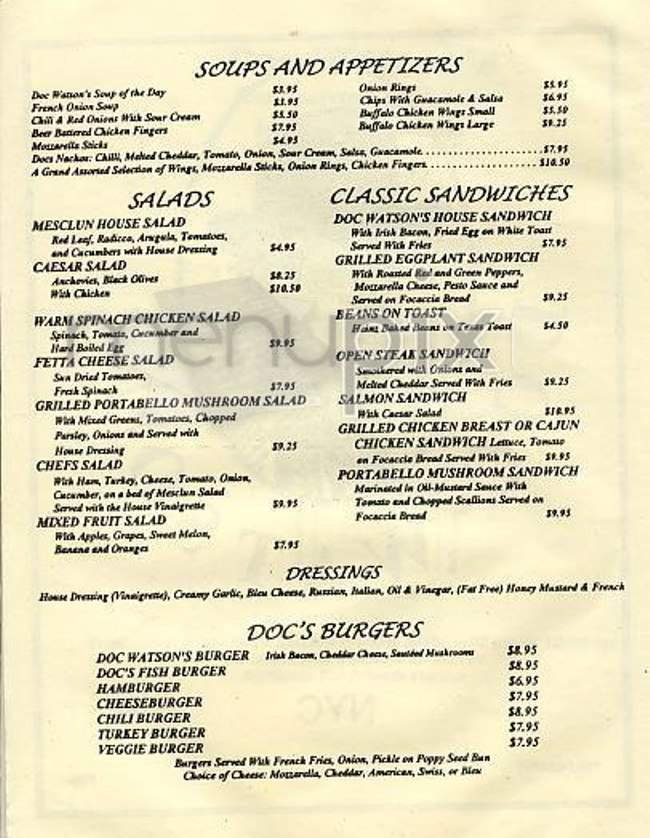 SOUPS AND APPETIZERS
Doc Watson's Soup of the Day $3.95
French Onion Soup $3.95
Chili & Red Onions With Sour Cream $5.50
Beer Battered Chicken Fingers $7.95
Mozzarella Sticks $4.95
Onion Rings $5.95
Chips With Guacamole & Salsa $6.95
Buffalo Chicken Wings Small $5.50
Buffalo Chicken Wings Large $9.25
Docs Nachos: Chilli, Melted Cheddar, Tomato, Onion, Sour Cream, Salsa, Guacamole. . . . . . . . . . . . . . . . . . . . . . .$7.95
A Grand Assorted Selection of Wings, Mozzarella Sticks, Onion Rings, Chicken Fingers. . . . . . . . . . . . . . . . . . . . . $10.50
SALADS
MESCLUN HOUSE SALAD
Red Leaf, Radicco, Arugula, Tomatoes,
and Cucumbers with House Dressing $4.95
CAESAR SALAD
Anchovies, Black Olives $8.25
With Chicken $10.50
WARM SPINACH CHICKEN SALAD
Spinach, Tomato, Cucumber and
Hard Boiled Egg $9.95
FETTA CHEESE SALAD
Sun Dried Tomatoes,
Fresh Spinach $7.95
GRILLED PORTABELLO MUSHROOM SALAD
With Mixed Greens, Tomatoes, Chopped
Parsley, Onions and Served with
House Dressing $9.25
CHEFS SALAD
With Ham, Turkey, Cheese, Tomato, Onion,
Cucumber, on a bed of Mesclun Salad
Served with the House Vinaigrette $9.95
MIXED FRUIT SALAD
With Apples, Grapes, Sweet Melon,
Banana and Oranges $7.95
CLASSIC SANDWICHES
DOC WATSON'S HOUSE SANDWICH
With Irish Bacon, Fried Egg on White Toast
Served With Fries $7.95
GRILLED EGGPLANT SANDWICH
With Roasted Red and Green Peppers,
Mozzarella Cheese, Pesto Sauce and
Served on Focaccia Bread $9.25
BEANS ON TOAST
Heinz Baked Beans on Texas Toast $4.50
OPEN STEAK SANDWICH
Smothered with Onions and
Melted Cheddar Served With Fries $9.25
SALMON SANDWICH
With Caesar Salad $10.95
GRILLED CHICKEN BREAST OR CAJUN
CHICKEN SANDWICH Lettuce, Tomato
on Focaccia Bread Served With Fries $9.95
PORTABELLO MUSHROOM SANDWICH
Marinated in Oil-Mustard Sauce With
Tomato and Chopped Scallions Served on
Focaccia Bread $9.95
menupix
DRESSINGS
House Dressing (Vinaigrette), Creamy Garlic, Bleu Cheese, Russian, Italian, Oil & Vinegar, (Fat Free) Honey Mustard & French
DOC'S BURGERS
DOC WATSON'S BURGER Irish Bacon, Cheddar Cheese, Sautéed Mushrooms $8.95
DOC'S FISH BURGER $8.95
HAMBURGER $6.95
CHEESEBURGER $7.95
CHILI BURGER $8.95
TURKEY BURGER $7.95
VEGGIE BURGER $7.95
Burgers Served With French Fries, Onion, Pickle on Poppy Seed Bun
Choice of Cheese: Mozzarella, Cheddar, American, Swiss, or Bleu